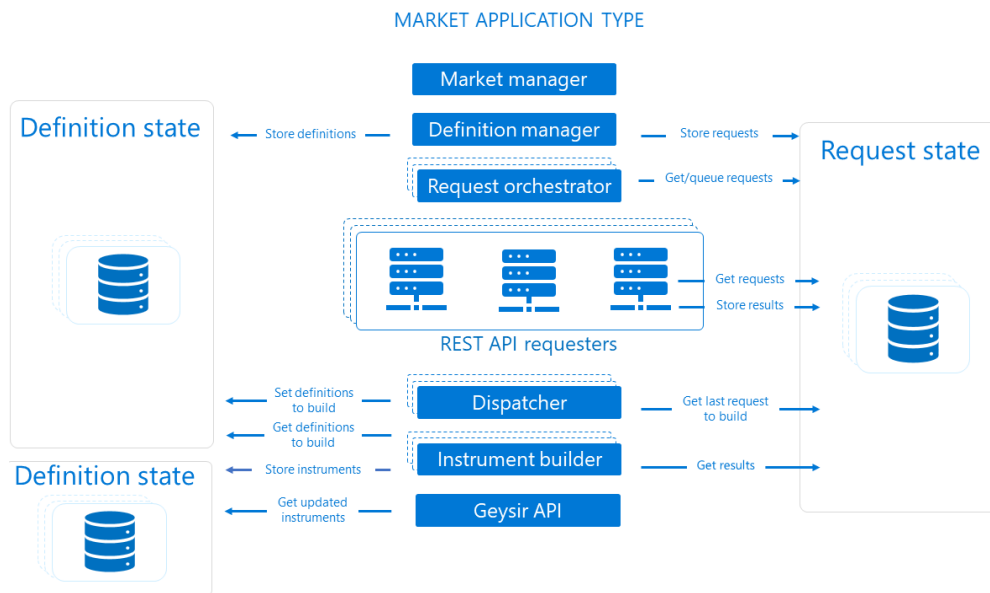 MARKET APPLICATION TYPE
Market manager
Definition state
Store definitions
Definition manager
Store requests
Request state
Request orchestrator
Get/queue requests
Get requests
Store results
REST API requesters
Set definitions
to build
Dispatcher
Get last request
to build
Get definitions
to build
Instrument builder
Get results
Definition state
Store instruments
Get updated
instruments
Geysir API